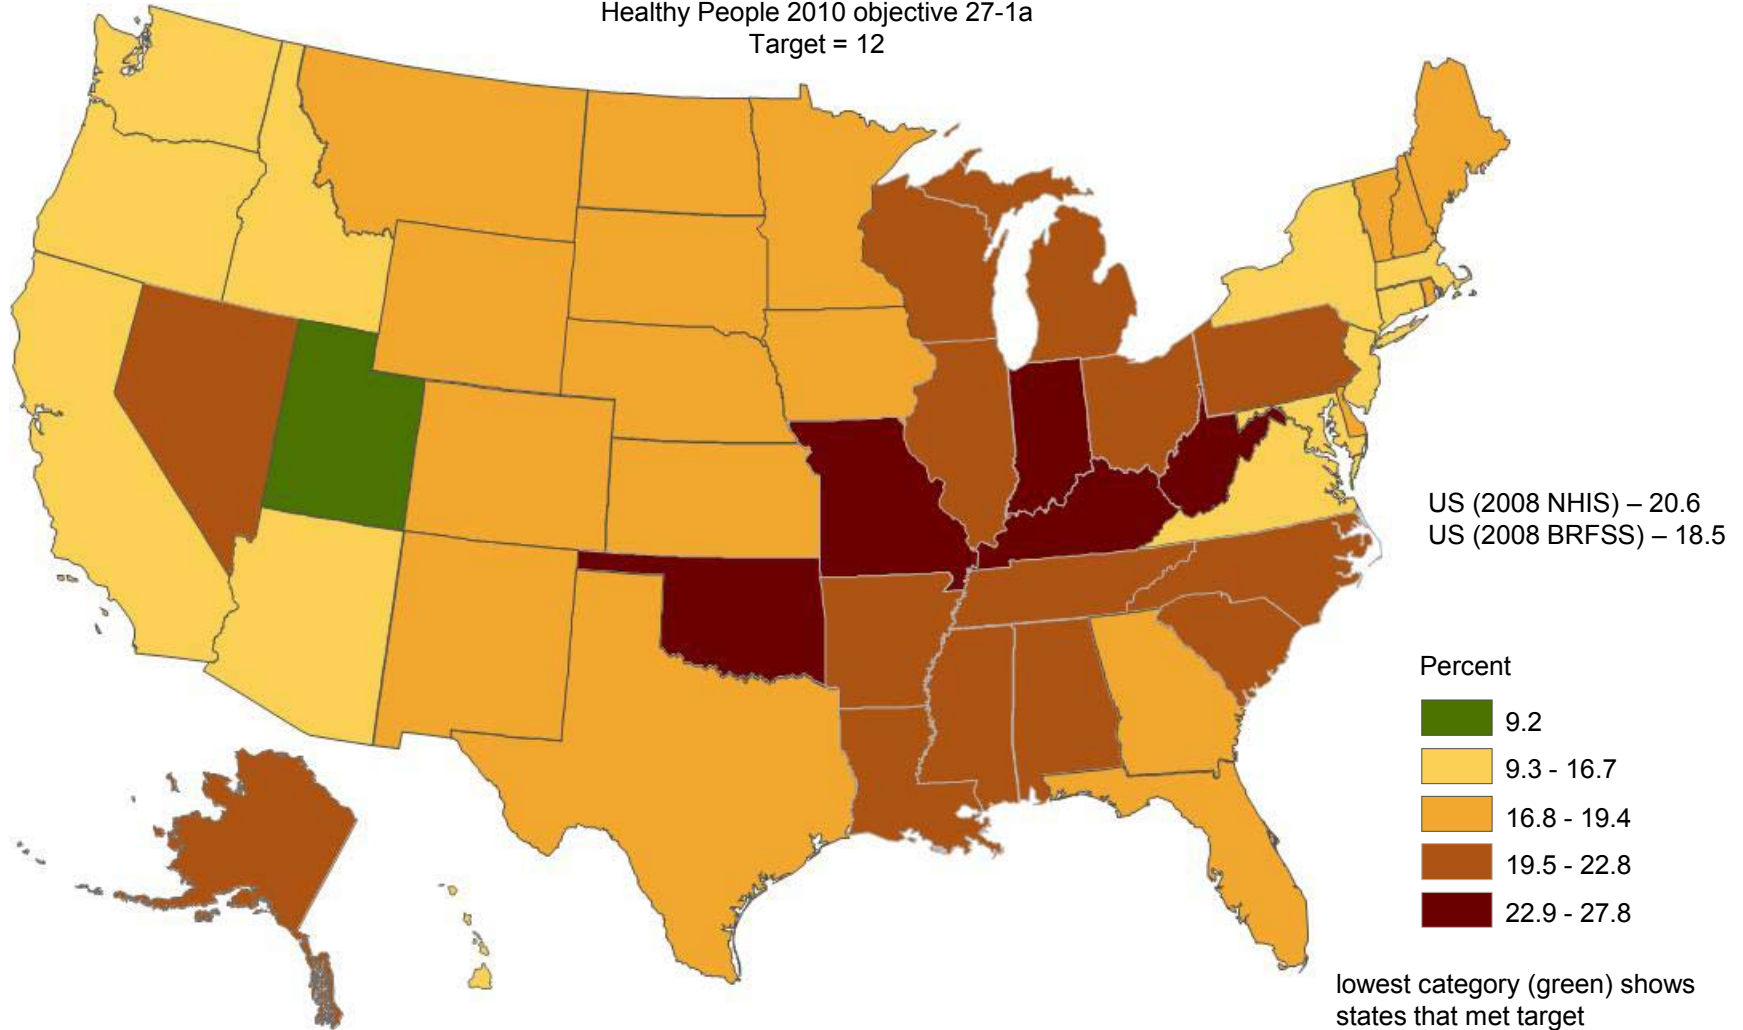 Healthy People 2010 objective 27-1a
Target = 12
US (2008 NHIS) – 20.6
US (2008 BRFSS) – 18.5
Percent
9.2
9.3 - 16.7
16.8 - 19.4
19.5 - 22.8
22.9 - 27.8
lowest category (green) shows
states that met target